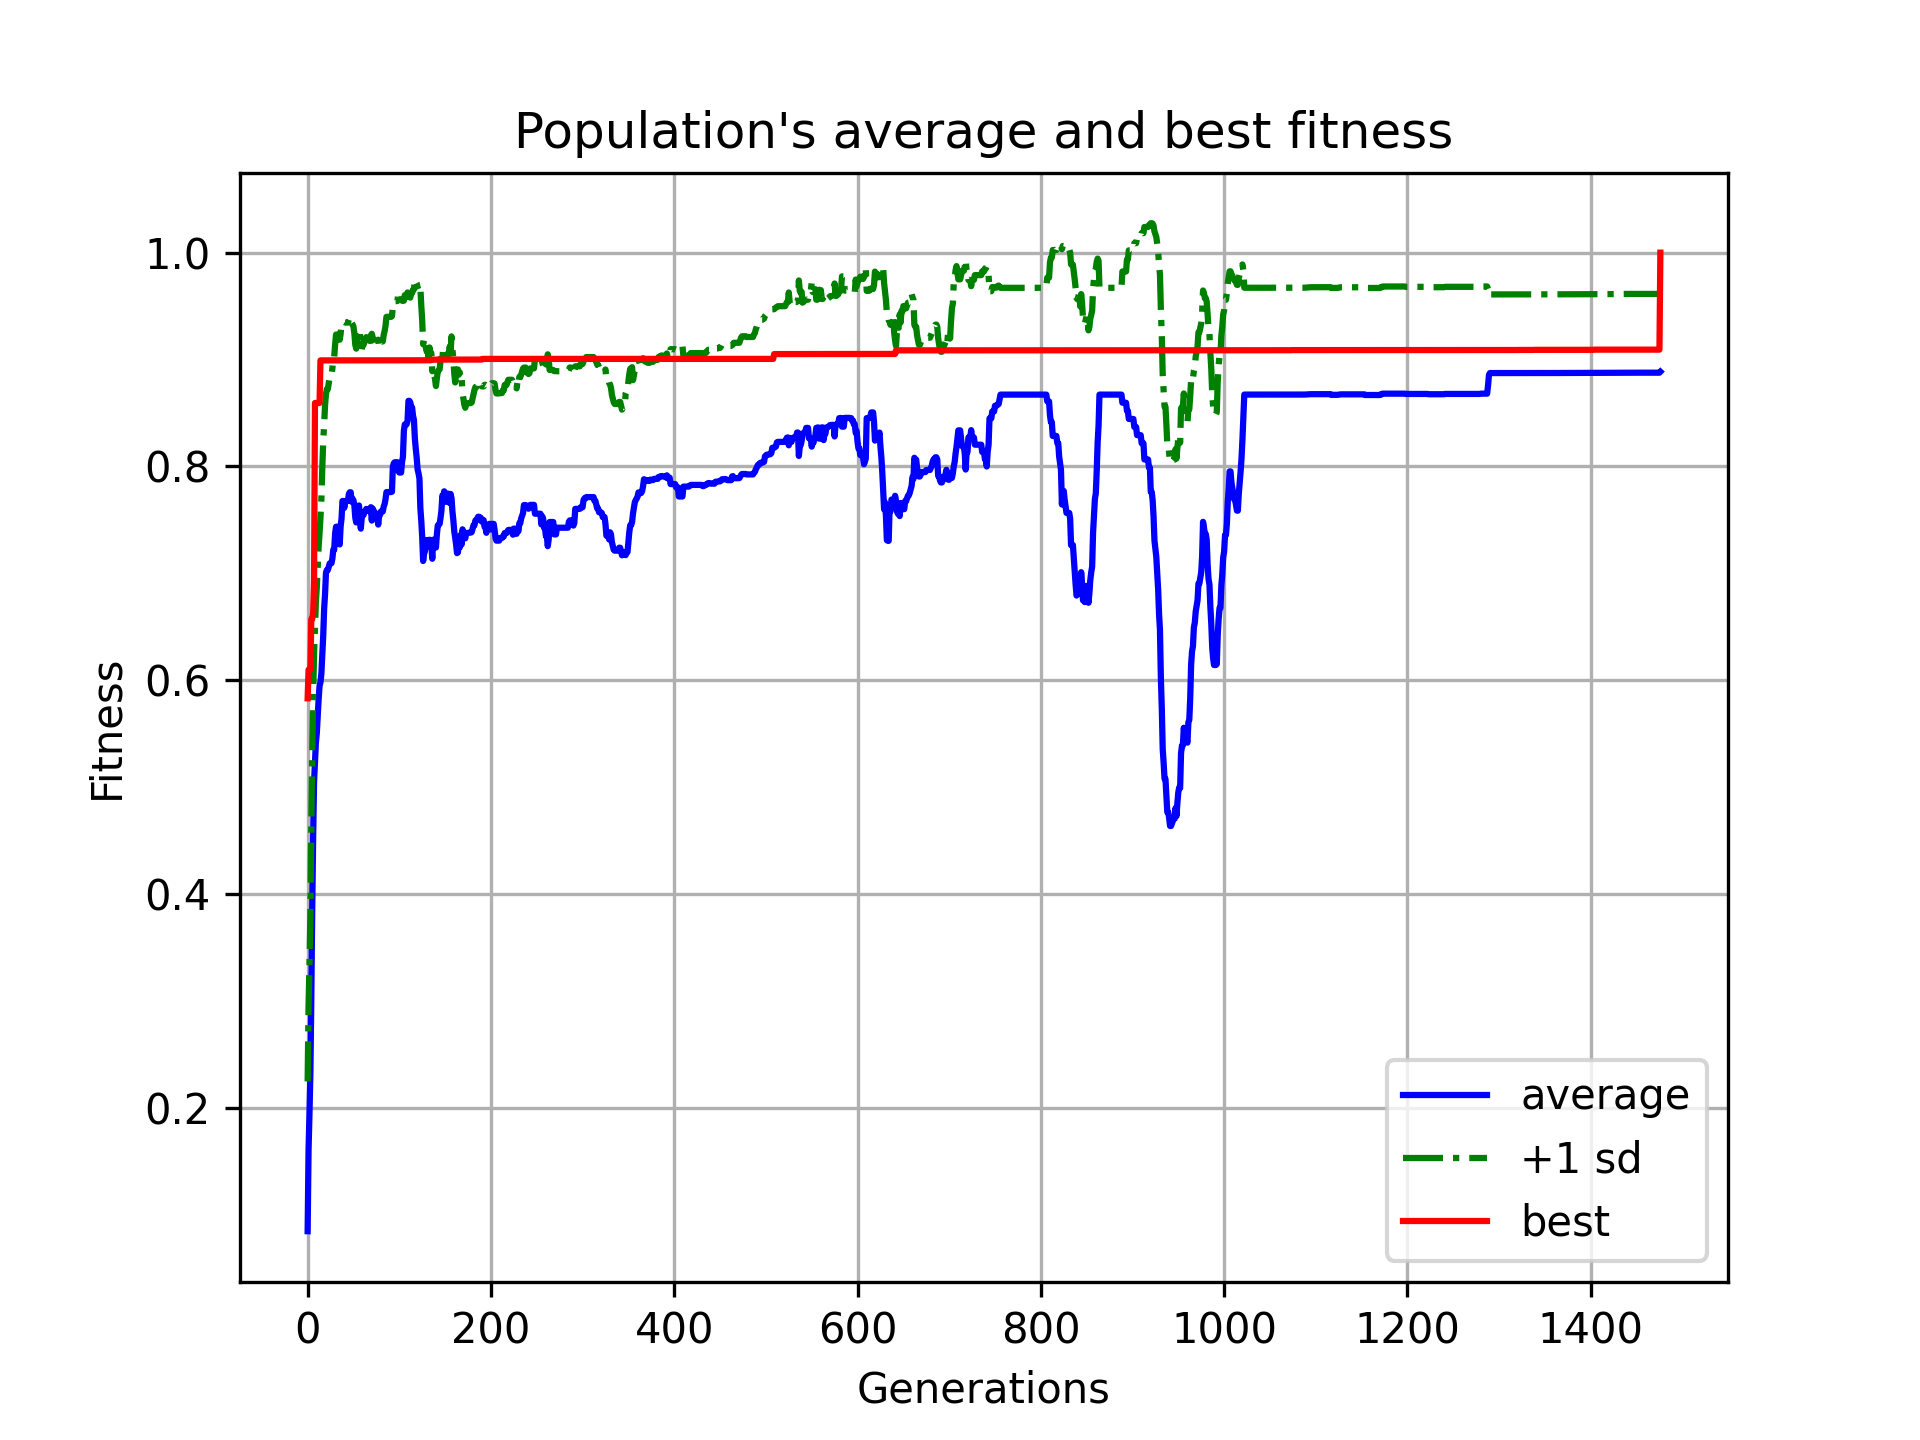 Population's average and best fitness
1.0
0.8
0.6
0.4
0.2
Fitness
average
+1 sd
best
0 200 400 600 800 1000 1200 1400
Generations